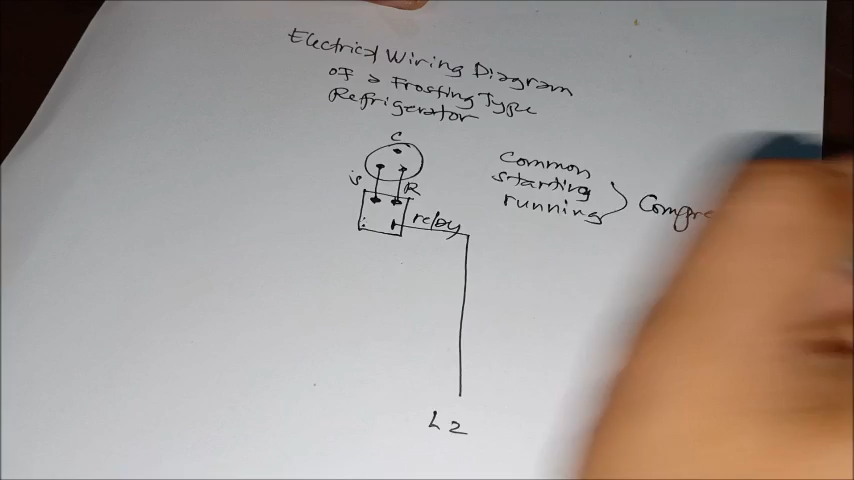 Electrical Wiring Diagram
of a Frosting Type
Refrigerator
C
S
R
relay
Common
starting
running
L2